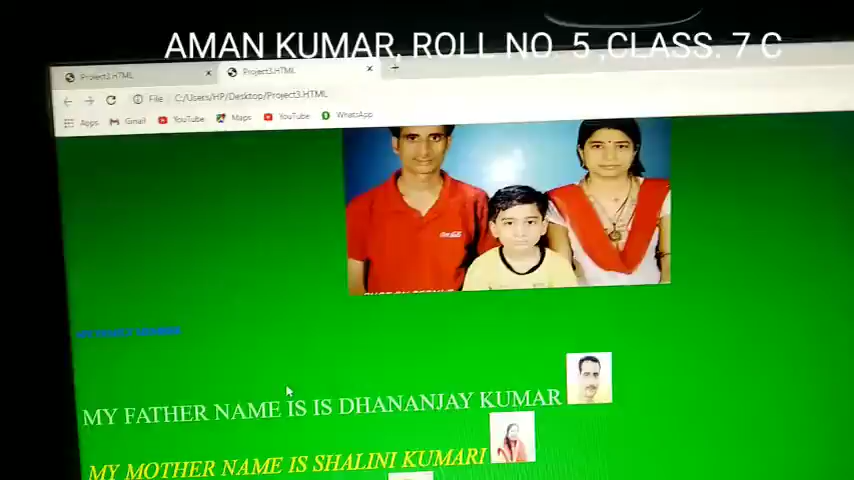 AMAN KUMAR, ROLL NO. 5 ,CLASS. 7 C
Project3.HTML
Project3.HTML
File C:/Users/HP/Desktop/Project3.HTML
Apps Gmail YouTube Maps YouTube WhatsApp
MY FATHER NAME IS IS DHANANJAY KUMAR
MY MOTHER NAME IS SHALINI KUMARI